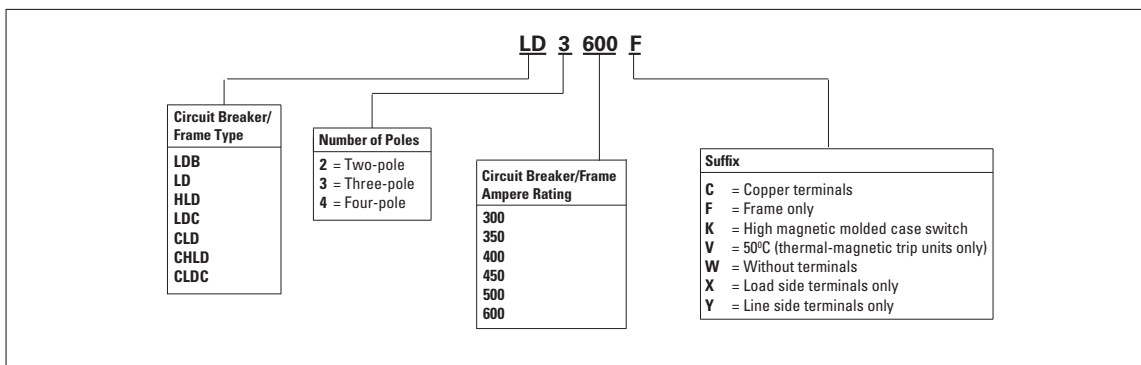 LD 3 600 F
Circuit Breaker/
Frame Type
LDB
LD
HLD
LDC
CLD
CHLD
CLDC
Number of Poles
2 = Two-pole
3 = Three-pole
4 = Four-pole
Circuit Breaker/Frame
Ampere Rating
300
350
400
450
500
600
Suffix
C = Copper terminals
F = Frame only
K = High magnetic molded case switch
V = 50ºC (thermal-magnetic trip units only)
W = Without terminals
X = Load side terminals only
Y = Line side terminals only